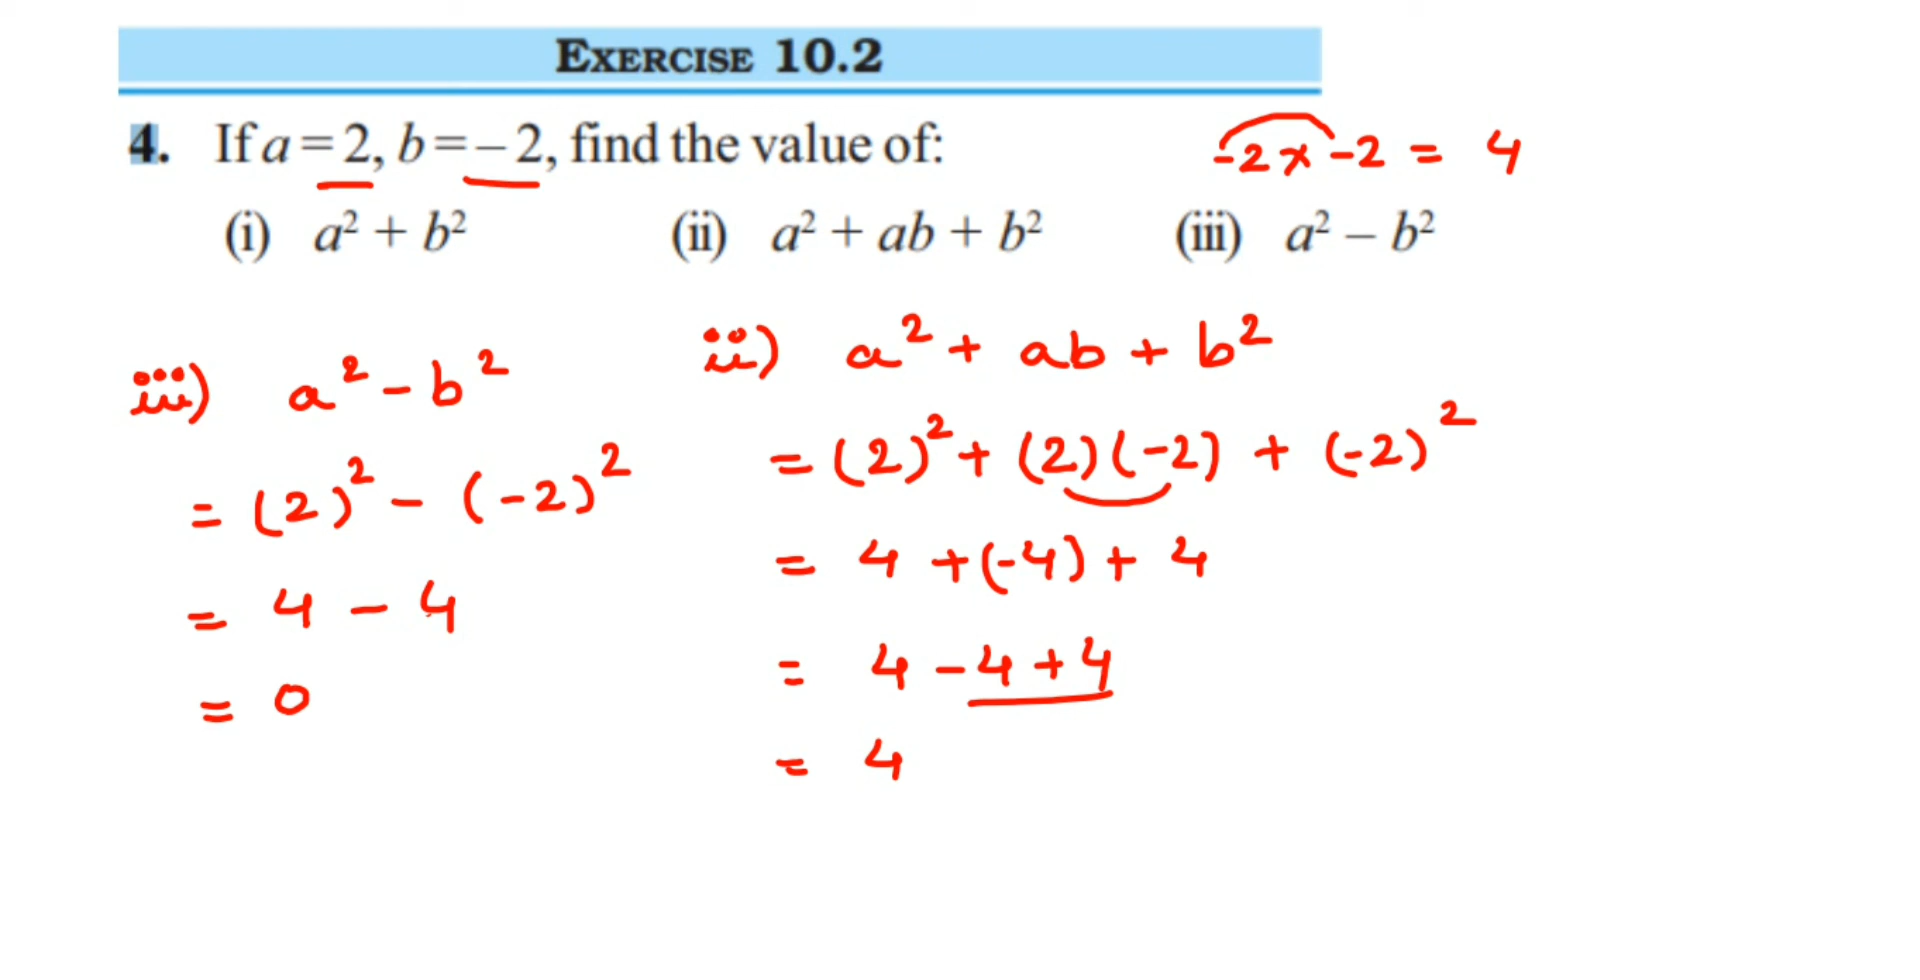 EXERCISE 10.2
4. If a = 2, b = – 2, find the value of:
-2 x -2 = 4
(i) a² + b² (ii) a² + ab + b² (iii) a² – b²
iii) a² - b²
= (2)² - (-2)²
= 4 - 4
= 0
ii) a² + ab + b²
= (2)² + (2)(-2) + (-2)²
= 4 + (-4) + 4
= 4 - 4 + 4
= 4